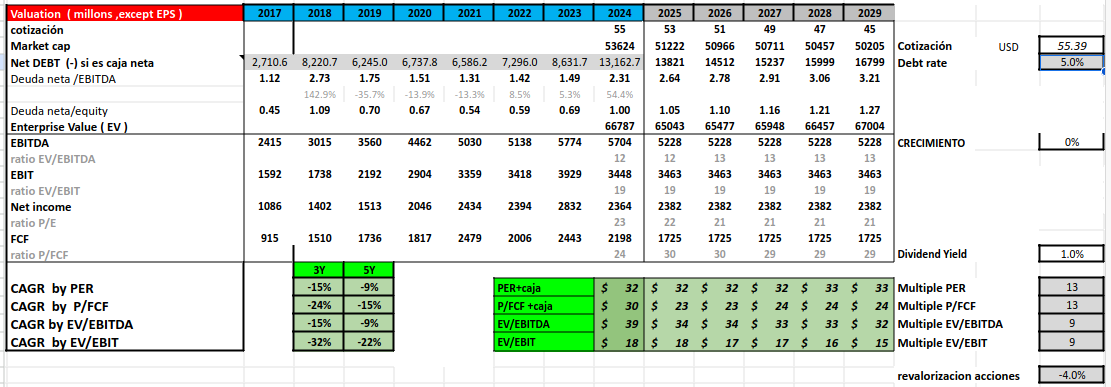 Valuation ( millons ,except EPS ) 2017 2018 2019 2020 2021 2022 2023 2024 2025 2026 2027 2028 2029
cotización 55 53 51 49 47 45
Market cap 53624 51222 50966 50711 50457 50205 Cotización USD 55.39
Net DEBT (-) si es caja neta 2,710.6 8,220.7 6,245.0 6,737.8 6,586.2 7,296.0 8,631.7 13,162.7 13821 14512 15237 15999 16799 Debt rate 5.0%
Deuda neta /EBITDA 1.12 2.73 1.75 1.51 1.31 1.42 1.49 2.31 2.64 2.78 2.91 3.06 3.21
142.9% -35.7% -13.9% -13.3% 8.5% 5.3% 54.4%
Deuda neta/equity 0.45 1.09 0.70 0.67 0.54 0.59 0.69 1.00 1.05 1.10 1.16 1.21 1.27
Enterprise Value ( EV ) 66787 65043 65477 65948 66457 67004
EBITDA 2415 3015 3560 4462 5030 5138 5774 5704 5228 5228 5228 5228 5228 CRECIMIENTO 0%
ratio EV/EBITDA 12 12 13 13 13 13
EBIT 1592 1738 2192 2904 3359 3418 3929 3448 3463 3463 3463 3463 3463
ratio EV/EBIT 19 19 19 19 19 19
Net income 1086 1402 1513 2046 2434 2394 2832 2364 2382 2382 2382 2382 2382
ratio P/E 23 22 21 21 21 21
FCF 915 1510 1736 1817 2479 2006 2443 2198 1725 1725 1725 1725 1725
ratio P/FCF 24 30 30 29 29 29 Dividend Yield 1.0%
3Y 5Y
CAGR by PER -15% -9% PER+caja $ 32 $ 32 $ 32 $ 32 $ 33 $ 33 Multiple PER 13
CAGR by P/FCF -24% -15% P/FCF +caja $ 30 $ 23 $ 23 $ 24 $ 24 $ 24 Multiple P/FCF 13
CAGR by EV/EBITDA -15% -9% EV/EBITDA $ 39 $ 34 $ 34 $ 33 $ 33 $ 32 Multiple EV/EBITDA 9
CAGR by EV/EBIT -32% -22% EV/EBIT $ 18 $ 18 $ 17 $ 17 $ 16 $ 15 Multiple EV/EBIT 9
revalorizacion acciones -4.0%